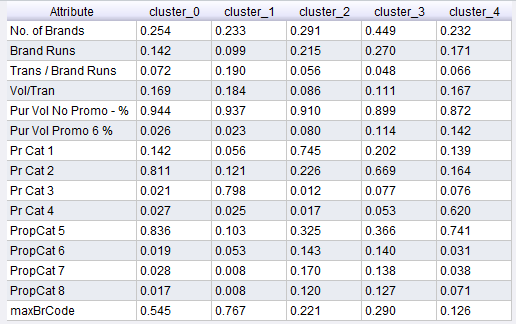 Attribute cluster_0 cluster_1 cluster_2 cluster_3 cluster_4
No. of Brands 0.254 0.233 0.291 0.449 0.232
Brand Runs 0.142 0.099 0.215 0.270 0.171
Trans / Brand Runs 0.072 0.190 0.056 0.048 0.066
Vol/Tran 0.169 0.184 0.086 0.111 0.167
Pur Vol No Promo - % 0.944 0.937 0.910 0.899 0.872
Pur Vol Promo 6 % 0.026 0.023 0.080 0.114 0.142
Pr Cat 1 0.142 0.056 0.745 0.202 0.139
Pr Cat 2 0.811 0.121 0.226 0.669 0.164
Pr Cat 3 0.021 0.798 0.012 0.077 0.076
Pr Cat 4 0.027 0.025 0.017 0.053 0.620
PropCat 5 0.836 0.103 0.325 0.366 0.741
PropCat 6 0.019 0.053 0.143 0.140 0.031
PropCat 7 0.028 0.008 0.170 0.138 0.038
PropCat 8 0.017 0.008 0.120 0.127 0.071
maxBrCode 0.545 0.767 0.221 0.290 0.126